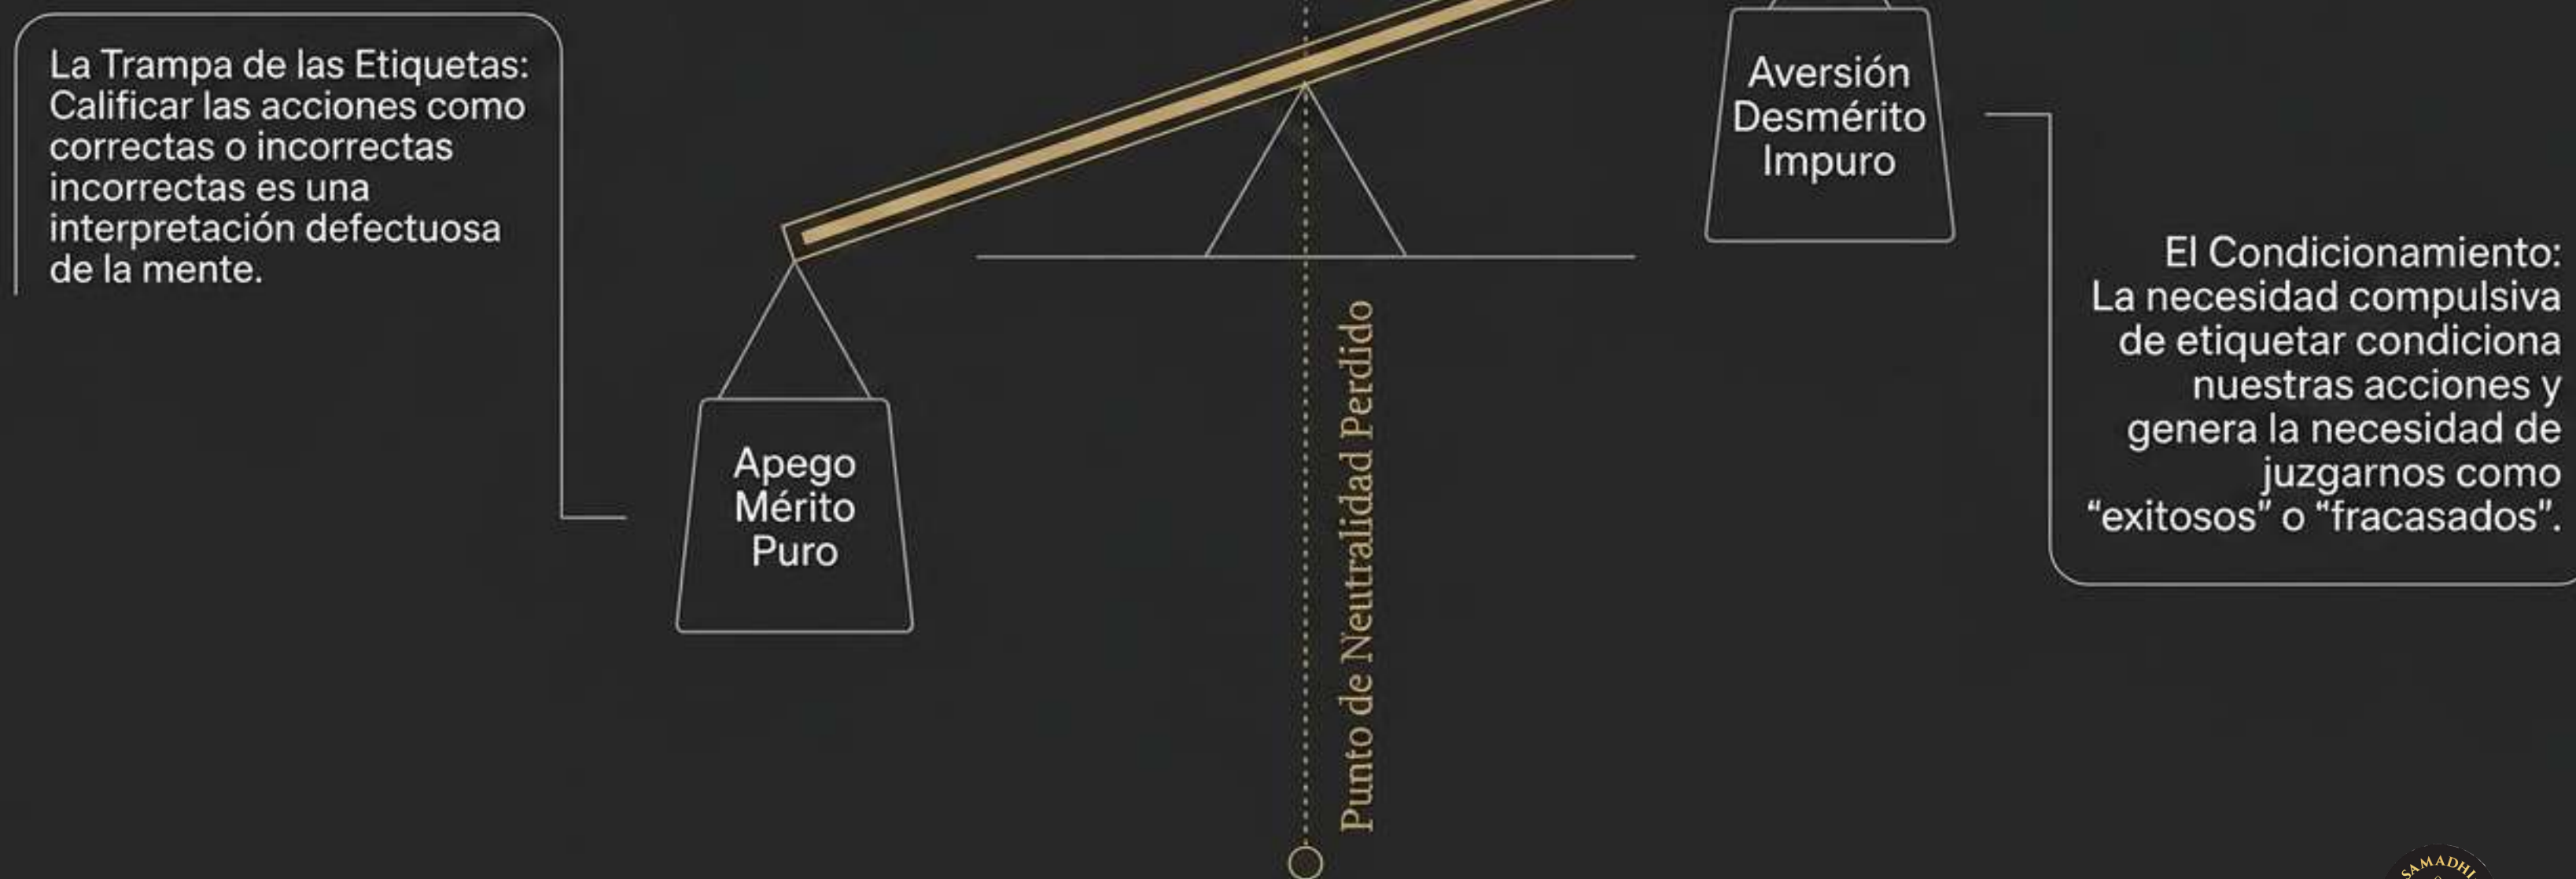 La Trampa de las Etiquetas:
Calificar las acciones como
correctas o incorrectas
incorrectas es una
interpretación defectuosa
de la mente.
Apego
Mérito
Puro
Punto de Neutralidad Perdido
Aversión
Desmérito
Impuro
El Condicionamiento:
La necesidad compulsiva
de etiquetar condiciona
nuestras acciones y
genera la necesidad de
juzgarnos como
“exitosos” o “fracasados”.
SAMADHI